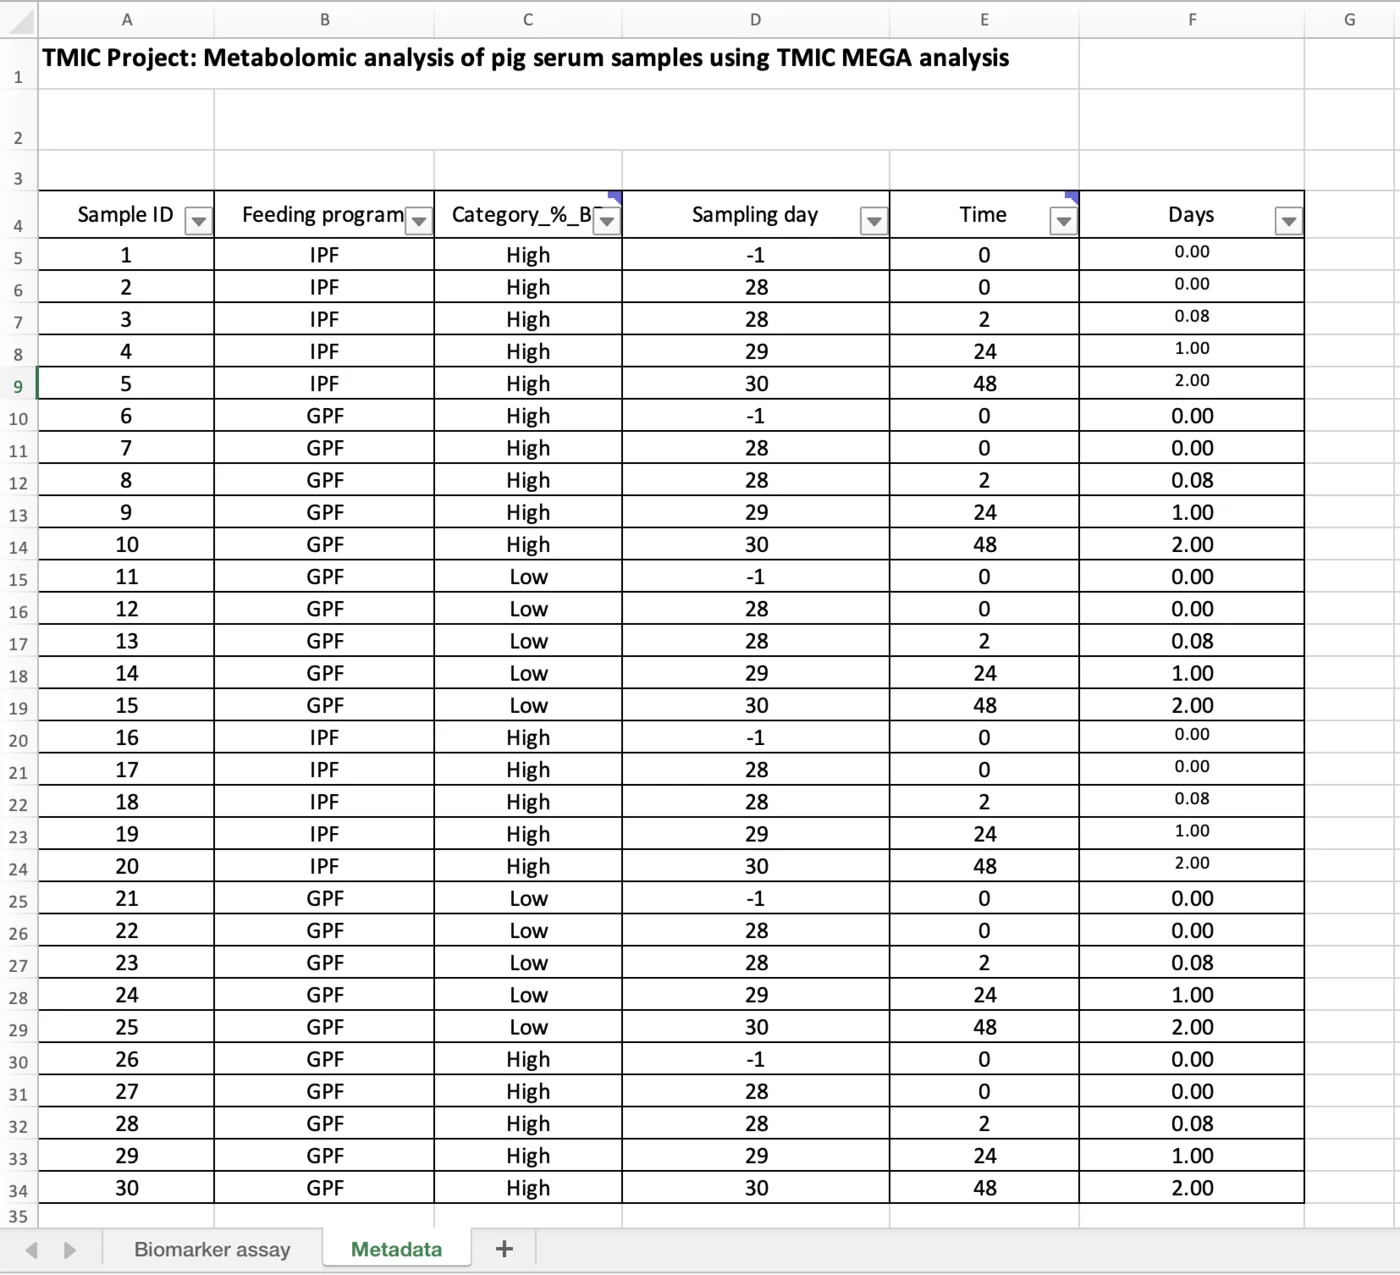 A B C D E F G
1 TMIC Project: Metabolomic analysis of pig serum samples using TMIC MEGA analysis
2
3
4 Sample ID Feeding program Category_%_B Sampling day Time Days
5 1 IPF High -1 0 0.00
6 2 IPF High 28 0 0.00
7 3 IPF High 28 2 0.08
8 4 IPF High 29 24 1.00
9 5 IPF High 30 48 2.00
10 6 GPF High -1 0 0.00
11 7 GPF High 28 0 0.00
12 8 GPF High 28 2 0.08
13 9 GPF High 29 24 1.00
14 10 GPF High 30 48 2.00
15 11 GPF Low -1 0 0.00
16 12 GPF Low 28 0 0.00
17 13 GPF Low 28 2 0.08
18 14 GPF Low 29 24 1.00
19 15 GPF Low 30 48 2.00
20 16 IPF High -1 0 0.00
21 17 IPF High 28 0 0.00
22 18 IPF High 28 2 0.08
23 19 IPF High 29 24 1.00
24 20 IPF High 30 48 2.00
25 21 GPF Low -1 0 0.00
26 22 GPF Low 28 0 0.00
27 23 GPF Low 28 2 0.08
28 24 GPF Low 29 24 1.00
29 25 GPF Low 30 48 2.00
30 26 GPF High -1 0 0.00
31 27 GPF High 28 0 0.00
32 28 GPF High 28 2 0.08
33 29 GPF High 29 24 1.00
34 30 GPF High 30 48 2.00
35
Biomarker assay Metadata +